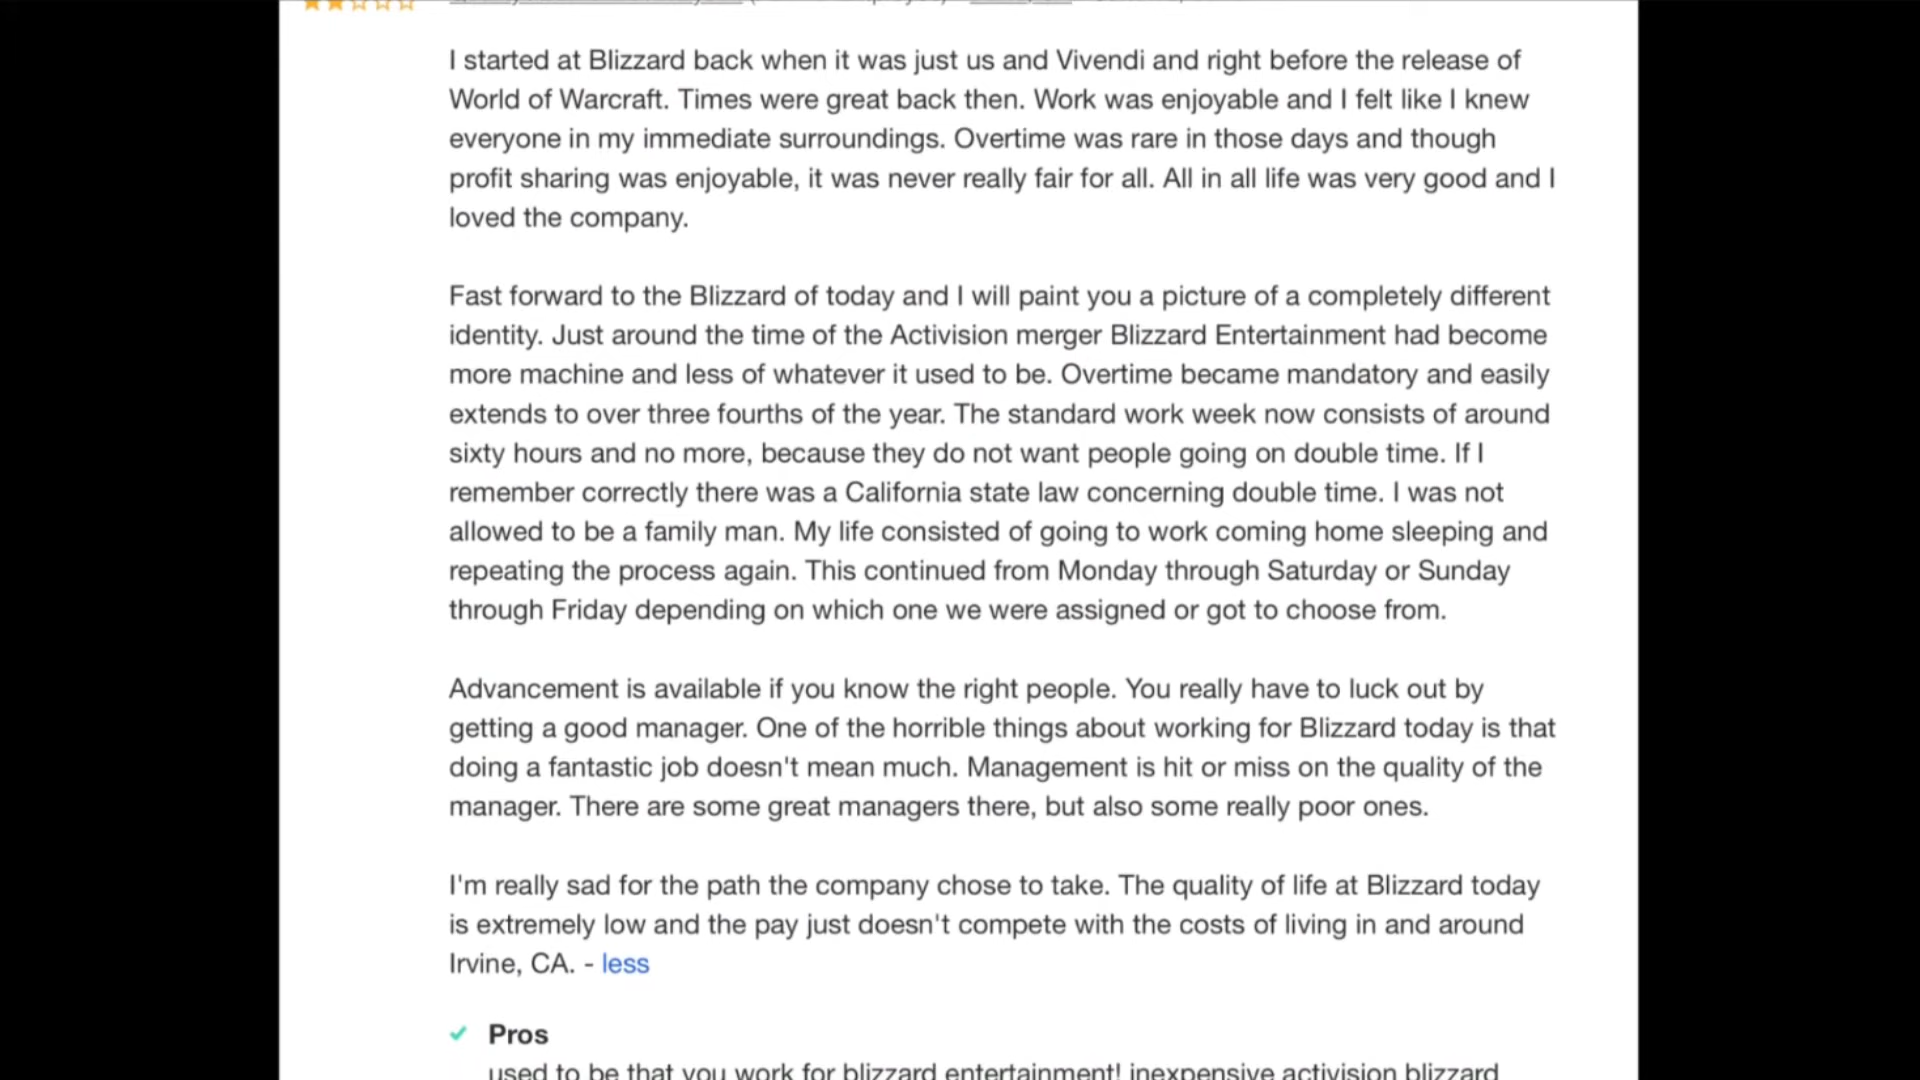 I started at Blizzard back when it was just us and Vivendi and right before the release of
World of Warcraft. Times were great back then. Work was enjoyable and I felt like I knew
everyone in my immediate surroundings. Overtime was rare in those days and though
profit sharing was enjoyable, it was never really fair for all. All in all life was very good and I
loved the company.
Fast forward to the Blizzard of today and I will paint you a picture of a completely different
identity. Just around the time of the Activision merger Blizzard Entertainment had become
more machine and less of whatever it used to be. Overtime became mandatory and easily
extends to over three fourths of the year. The standard work week now consists of around
sixty hours and no more, because they do not want people going on double time. If I
remember correctly there was a California state law concerning double time. I was not
allowed to be a family man. My life consisted of going to work coming home sleeping and
repeating the process again. This continued from Monday through Saturday or Sunday
through Friday depending on which one we were assigned or got to choose from.
Advancement is available if you know the right people. You really have to luck out by
getting a good manager. One of the horrible things about working for Blizzard today is that
doing a fantastic job doesn't mean much. Management is hit or miss on the quality of the
manager. There are some great managers there, but also some really poor ones.
I'm really sad for the path the company chose to take. The quality of life at Blizzard today
is extremely low and the pay just doesn't compete with the costs of living in and around
Irvine, CA. - less
Pros
used to be that you work for blizzard entertainment! inexpensive activision blizzard